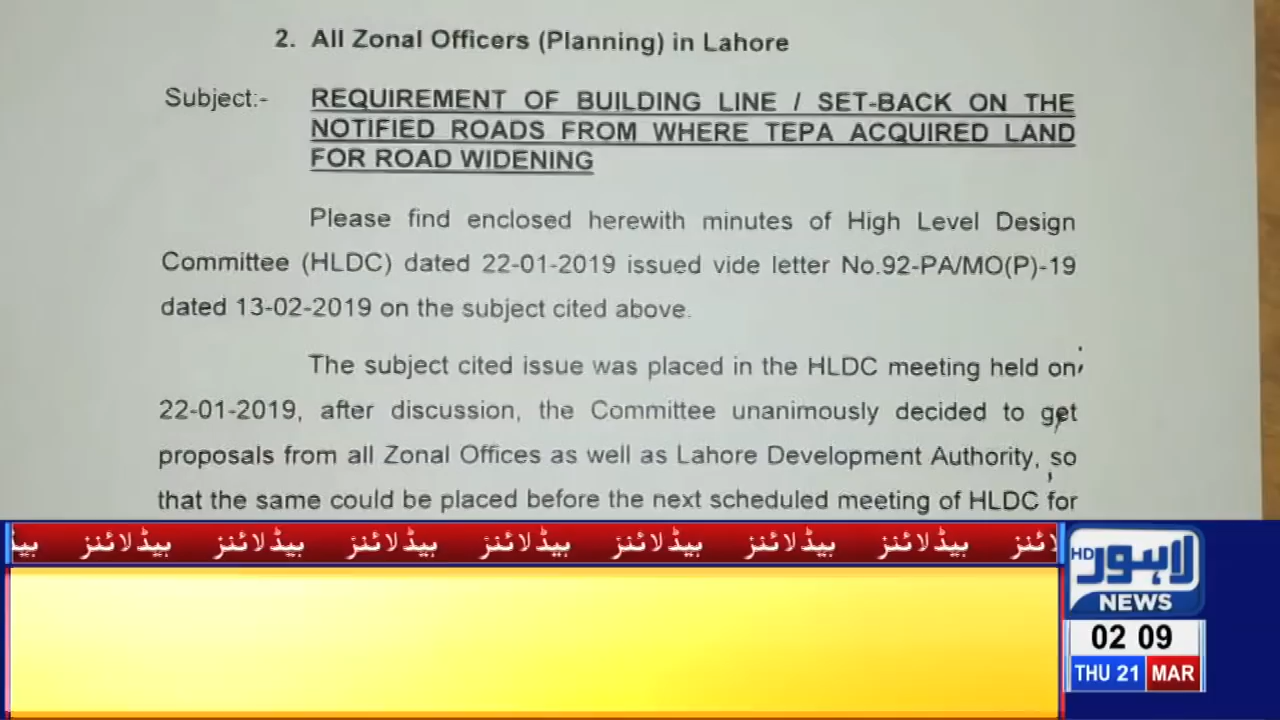 2. All Zonal Officers (Planning) in Lahore
Subject:- REQUIREMENT OF BUILDING LINE / SET-BACK ON THE
NOTIFIED ROADS FROM WHERE TEPA ACQUIRED LAND
FOR ROAD WIDENING
Please find enclosed herewith minutes of High Level Design
Committee (HLDC) dated 22-01-2019 issued vide letter No.92-PA/MO(P)-19
dated 13-02-2019 on the subject cited above.
The subject cited issue was placed in the HLDC meeting held on
22-01-2019, after discussion, the Committee unanimously decided to get
proposals from all Zonal Offices as well as Lahore Development Authority, so
that the same could be placed before the next scheduled meeting of HLDC for
ہیڈلائنز ہیڈلائنز ہیڈلائنز ہیڈلائنز ہیڈلائنز ہیڈلائنز ہیڈلائنز
HD لاہور
NEWS
02 09
THU 21 MAR